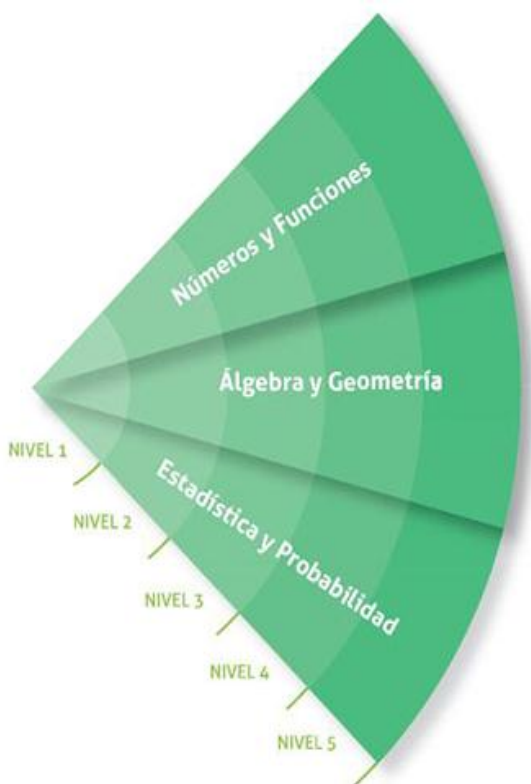 Números y Funciones
Álgebra y Geometría
Estadística y Probabilidad
NIVEL 1
NIVEL 2
NIVEL 3
NIVEL 4
NIVEL 5